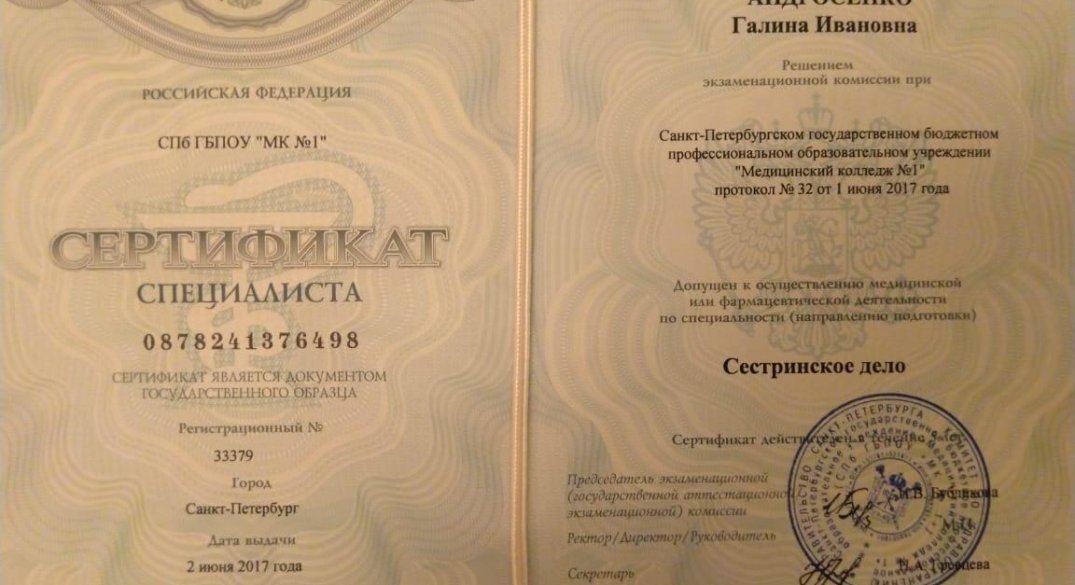 РОССИЙСКАЯ ФЕДЕРАЦИЯ
СПб ГБПОУ "МК №1"
СЕРТИФИКАТ
СПЕЦИАЛИСТА
0878241376498
СЕРТИФИКАТ ЯВЛЯЕТСЯ ДОКУМЕНТОМ
ГОСУДАРСТВЕННОГО ОБРАЗЦА
Регистрационный №
33379
Город
Санкт-Петербург
Дата выдачи
2 июня 2017 года
АНДРОСЕНКО
Галина Ивановна
Решением
экзаменационной комиссии при
Санкт-Петербургском государственном бюджетном
профессиональном образовательном учреждении
"Медицинский колледж №1"
протокол № 32 от 1 июня 2017 года
Допущен к осуществлению медицинской
или фармацевтической деятельности
по специальности (направлению подготовки)
Сестринское дело
Сертификат действителен в течение
Председатель экзаменационной
(государственной аттестационной
экзаменационной) комиссии
И.В. Бубликова
Ректор/Директор/Руководитель
М.П.
Секретарь